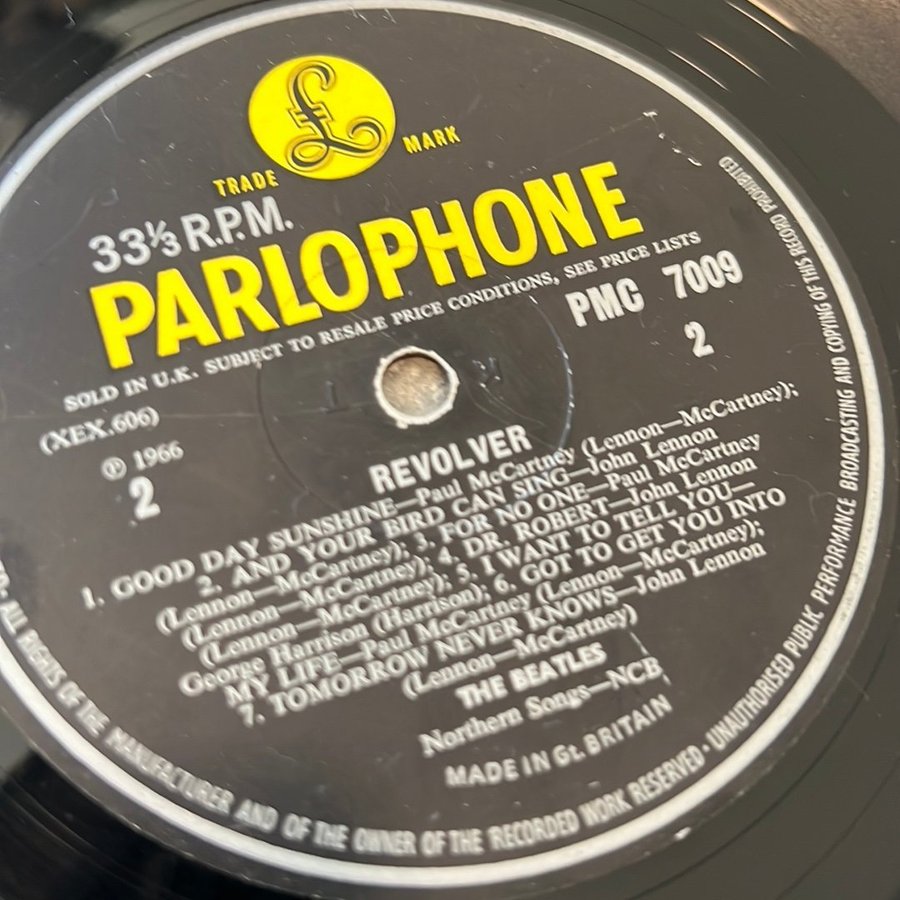 £
TRADE MARK
33⅓ R.P.M.
PARLOPHONE
SOLD IN U.K. SUBJECT TO RESALE PRICE CONDITIONS, SEE PRICE LISTS
PMC 7009
2
(XEX.606)
℗ 1966
2
REVOLVER
1. GOOD DAY SUNSHINE—Paul McCartney (Lennon—McCartney);
2. AND YOUR BIRD CAN SING—John Lennon
(Lennon—McCartney); 3. FOR NO ONE—Paul McCartney
(Lennon—McCartney); 4. DR. ROBERT—John Lennon
(Lennon—McCartney); 5. I WANT TO TELL YOU—
George Harrison (Harrison); 6. GOT TO GET YOU INTO
MY LIFE—Paul McCartney (Lennon—McCartney);
7. TOMORROW NEVER KNOWS—John Lennon
(Lennon—McCartney)
THE BEATLES
Northern Songs—NCB
MADE IN Gt. BRITAIN
ALL RIGHTS OF THE MANUFACTURER AND OF THE OWNER OF THE RECORDED WORK RESERVED · UNAUTHORISED PUBLIC PERFORMANCE BROADCASTING AND COPYING OF THIS RECORD PROHIBITED